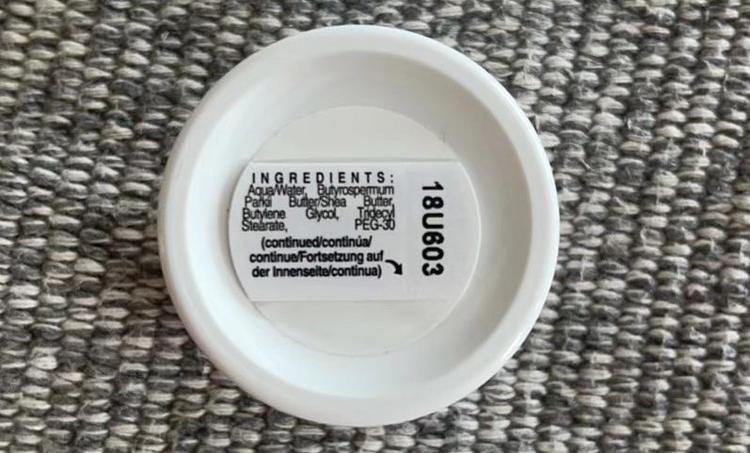 INGREDIENTS:
Aqua/Water, Butyrospermum
Parkii Butter/Shea Butter,
Butylene Glycol, Tridecyl
Stearate, PEG-30
(continued/continúa/
continue/Fortsetzung auf
der Innenseite/continua)
18U603